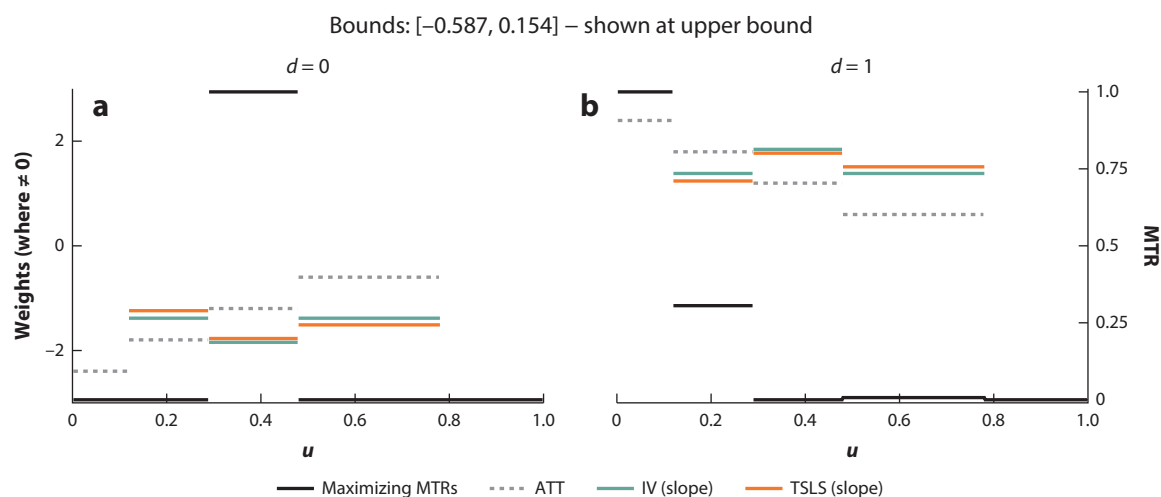 Bounds: [–0.587, 0.154] – shown at upper bound
d = 0
d = 1
a
b
Weights (where ≠ 0)
2
0
–2
0
0.2
0.4
0.6
0.8
1.0
u
0
0.2
0.4
0.6
0.8
1.0
u
1.0
0.75
0.5
0.25
0
MTR
Maximizing MTRs
ATT
IV (slope)
TSLS (slope)